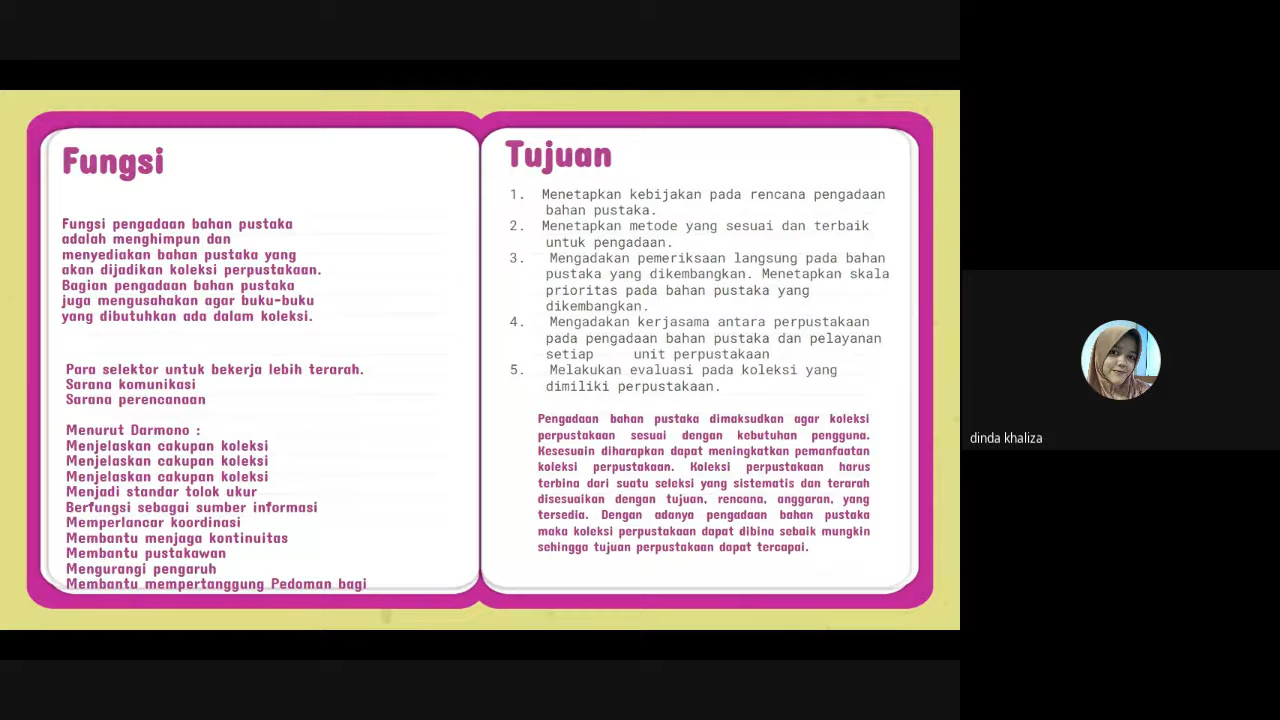 Fungsi
Fungsi pengadaan bahan pustaka
adalah menghimpun dan
menyediakan bahan pustaka yang
akan dijadikan koleksi perpustakaan.
Bagian pengadaan bahan pustaka
juga mengusahakan agar buku-buku
yang dibutuhkan ada dalam koleksi.
Para selektor untuk bekerja lebih terarah.
Sarana komunikasi
Sarana perencanaan
Menurut Darmono :
Menjelaskan cakupan koleksi
Menjelaskan cakupan koleksi
Menjelaskan cakupan koleksi
Menjadi standar tolok ukur
Berfungsi sebagai sumber informasi
Memperlancar koordinasi
Membantu menjaga kontinuitas
Membantu pustakawan
Mengurangi pengaruh
Membantu mempertanggung Pedoman bagi
Tujuan
1. Menetapkan kebijakan pada rencana pengadaan
bahan pustaka.
2. Menetapkan metode yang sesuai dan terbaik
untuk pengadaan.
3. Mengadakan pemeriksaan langsung pada bahan
pustaka yang dikembangkan. Menetapkan skala
prioritas pada bahan pustaka yang
dikembangkan.
4. Mengadakan kerjasama antara perpustakaan
pada pengadaan bahan pustaka dan pelayanan
setiap unit perpustakaan
5. Melakukan evaluasi pada koleksi yang
dimiliki perpustakaan.
Pengadaan bahan pustaka dimaksudkan agar koleksi
perpustakaan sesuai dengan kebutuhan pengguna.
Kesesuain diharapkan dapat meningkatkan pemanfaatan
koleksi perpustakaan. Koleksi perpustakaan harus
terbina dari suatu seleksi yang sistematis dan terarah
disesuaikan dengan tujuan, rencana, anggaran, yang
tersedia. Dengan adanya pengadaan bahan pustaka
maka koleksi perpustakaan dapat dibina sebaik mungkin
sehingga tujuan perpustakaan dapat tercapai.
dinda khaliza